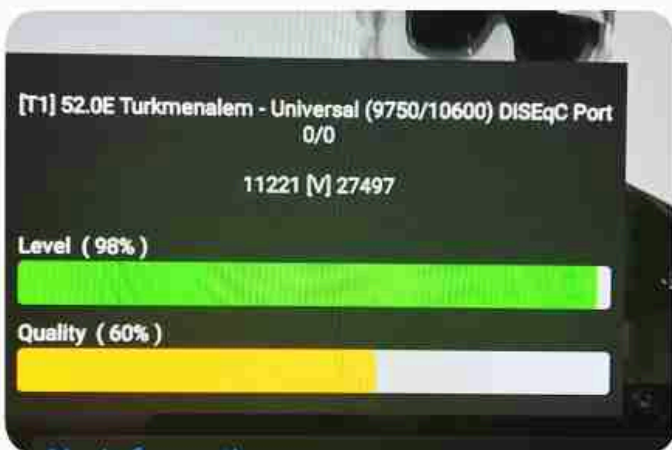 [T1] 52.0E Turkmenalem - Universal (9750/10600) DISEqC Port
0/0
11221 [V] 27497
Level ( 98% )
Quality ( 60% )